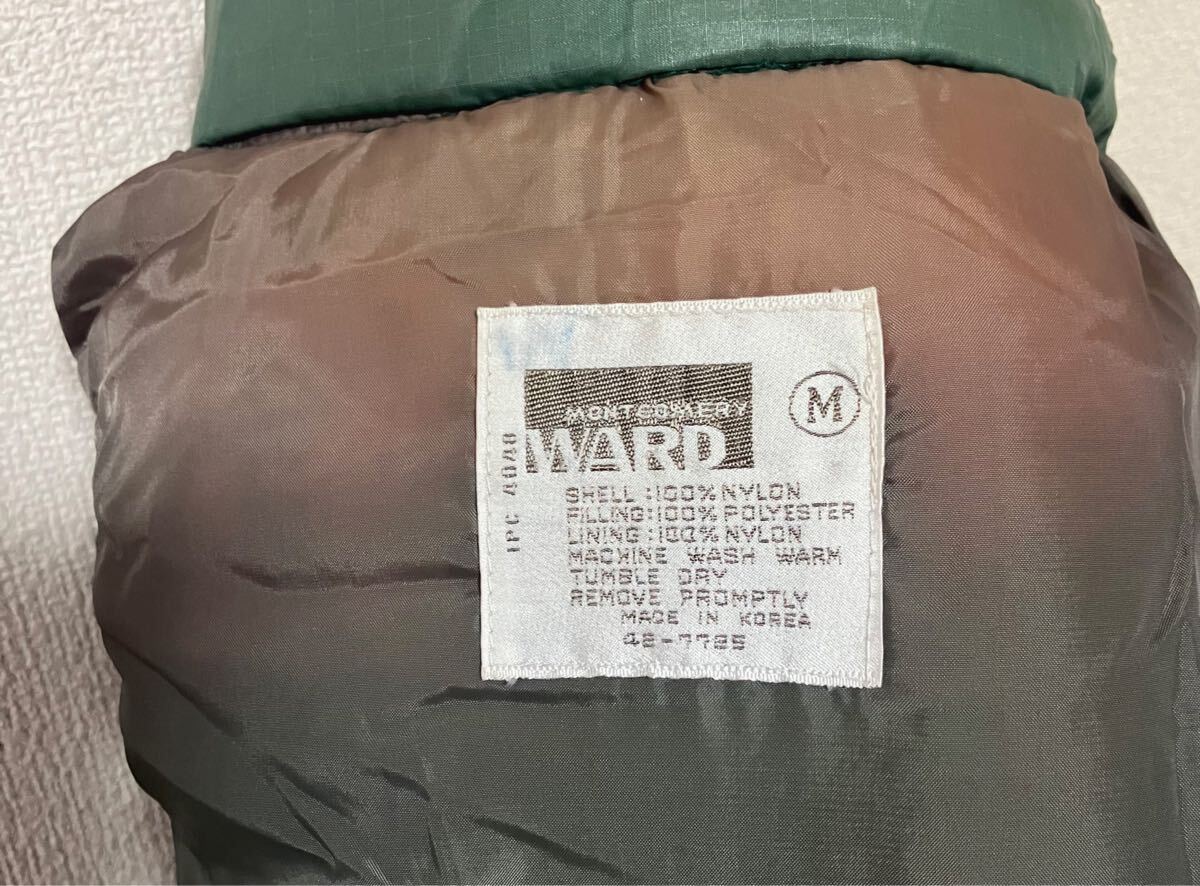 MONTGOMERY
WARD
M
IPC 4040
SHELL:100% NYLON
FILLING:100% POLYESTER
LINING:100% NYLON
MACHINE WASH WARM
TUMBLE DRY
REMOVE PROMPTLY
MADE IN KOREA
48-7785